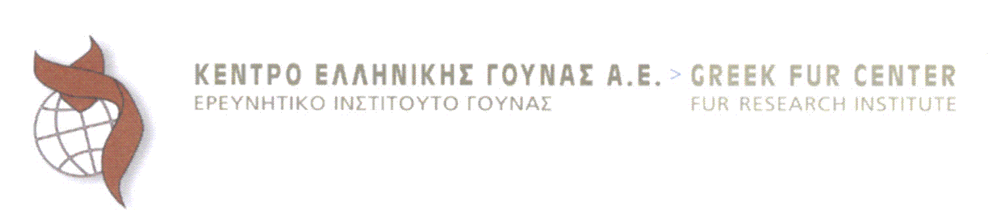 ΚΕΝΤΡΟ ΕΛΛΗΝΙΚΗΣ ΓΟΥΝΑΣ Α.Ε. > GREEK FUR CENTER
ΕΡΕΥΝΗΤΙΚΟ ΙΝΣΤΙΤΟΥΤΟ ΓΟΥΝΑΣ FUR RESEARCH INSTITUTE